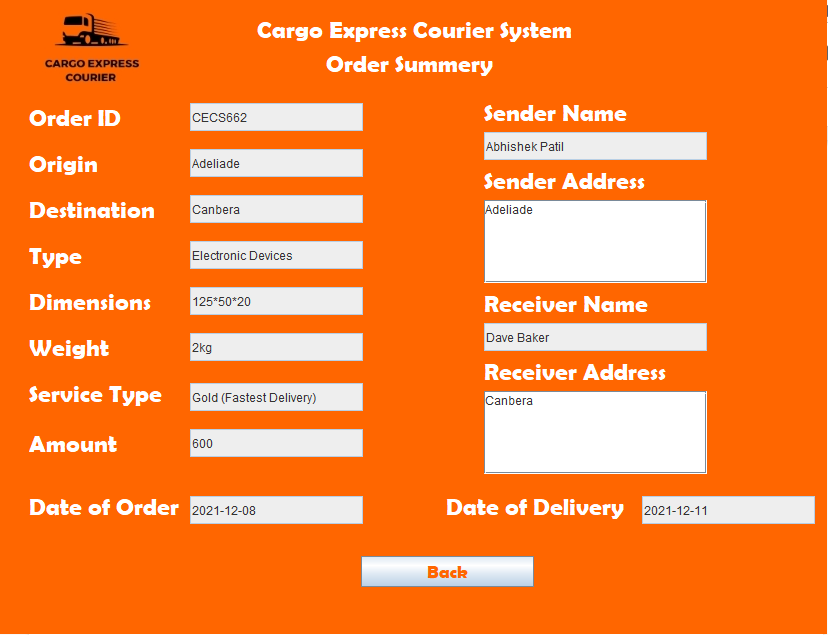 CARGO EXPRESS
COURIER
Cargo Express Courier System
Order Summery
Order ID
CECS662
Origin
Adeliade
Destination
Canbera
Type
Electronic Devices
Dimensions
125*50*20
Weight
2kg
Service Type
Gold (Fastest Delivery)
Amount
600
Sender Name
Abhishek Patil
Sender Address
Adeliade
Receiver Name
Dave Baker
Receiver Address
Canbera
Date of Order
2021-12-08
Date of Delivery
2021-12-11
Back